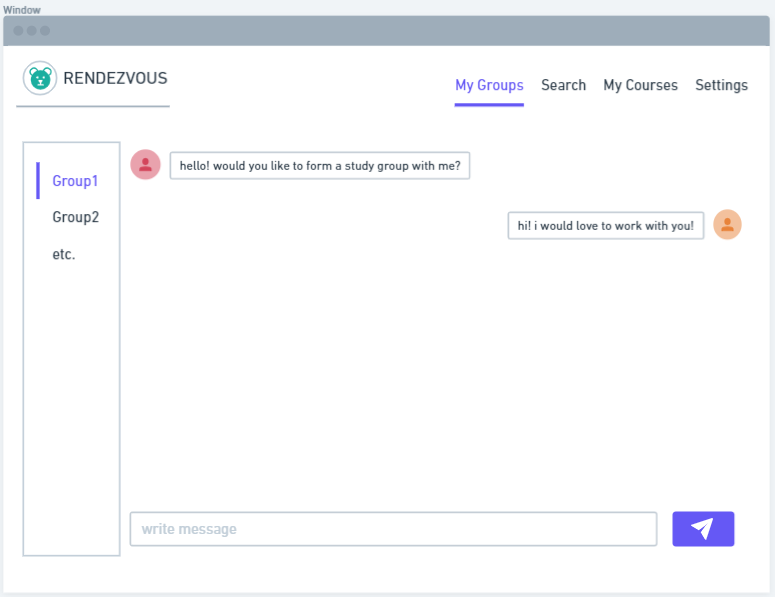 Window
RENDEZVOUS
My Groups Search My Courses Settings
Group1
Group2
etc.
hello! would you like to form a study group with me?
hi! i would love to work with you!
write message